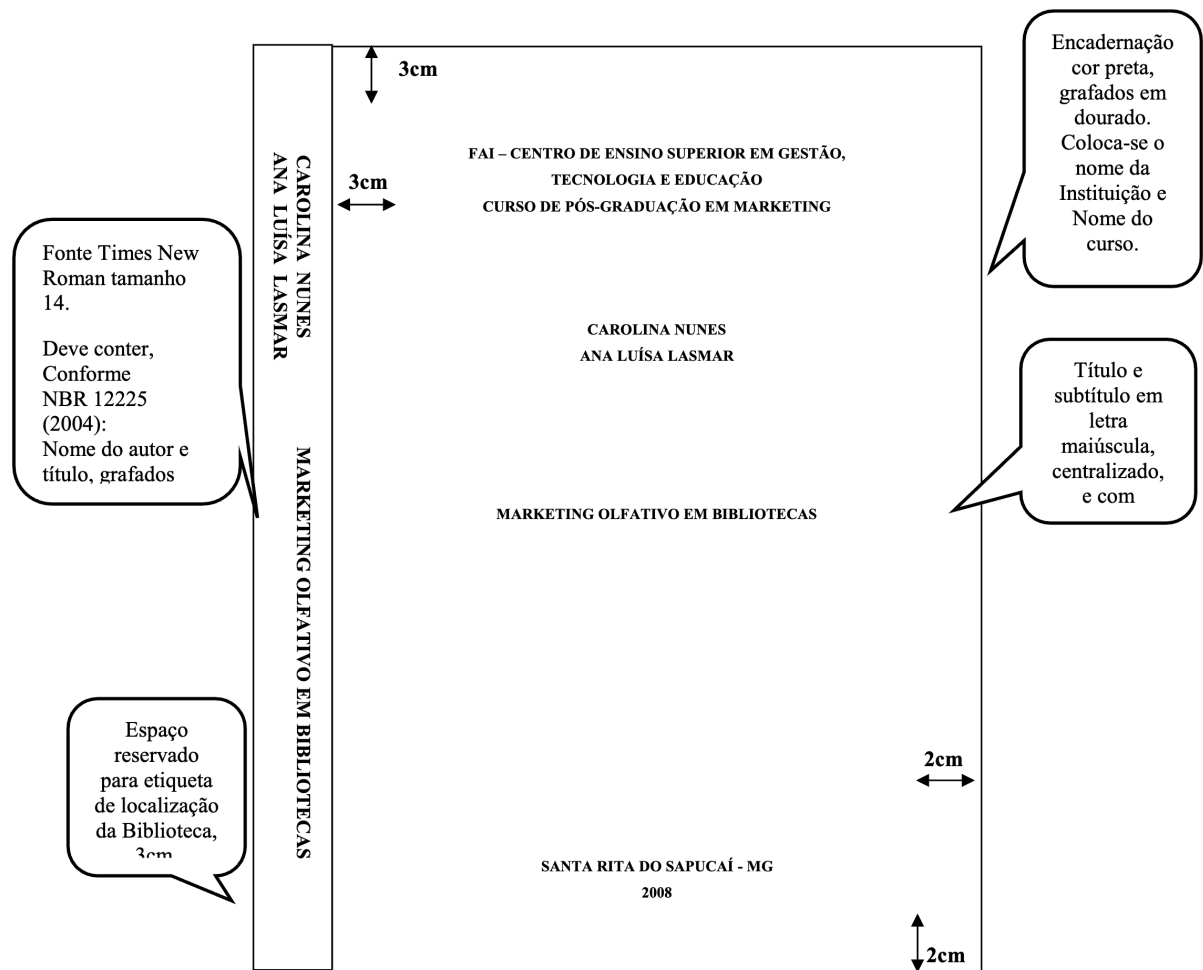 3cm
3cm
FAI – CENTRO DE ENSINO SUPERIOR EM GESTÃO,
TECNOLOGIA E EDUCAÇÃO
CURSO DE PÓS-GRADUAÇÃO EM MARKETING
CAROLINA NUNES
ANA LUÍSA LASMAR
MARKETING OLFATIVO EM BIBLIOTECAS
2cm
SANTA RITA DO SAPUCAÍ - MG
2008
2cm
CAROLINA NUNES
ANA LUÍSA LASMAR
MARKETING OLFATIVO EM BIBLIOTECAS
Fonte Times New
Roman tamanho
14.
Deve conter,
Conforme
NBR 12225
(2004):
Nome do autor e
título, grafados
Espaço
reservado
para etiqueta
de localização
da Biblioteca,
3cm
Encadernação
cor preta,
grafados em
dourado.
Coloca-se o
nome da
Instituição e
Nome do
curso.
Título e
subtítulo em
letra
maiúscula,
centralizado,
e com